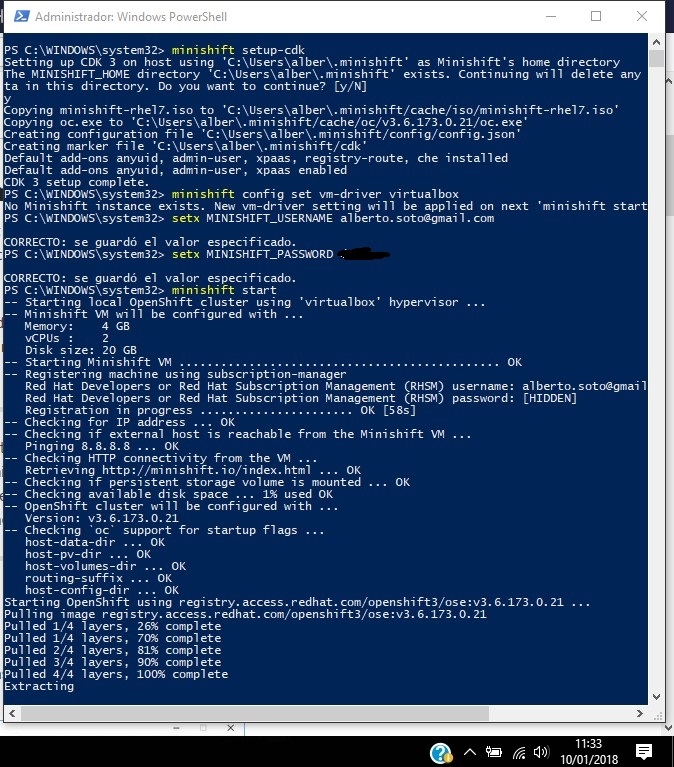 Administrador: Windows PowerShell
PS C:\WINDOWS\system32> minishift setup-cdk
Setting up CDK 3 on host using 'C:\Users\alber\.minishift' as Minishift's home directory
The MINISHIFT_HOME directory 'C:\Users\alber\.minishift' exists. Continuing will delete any
ta in this directory. Do you want to continue? [y/N]
y
Copying minishift-rhel7.iso to 'C:\Users\alber\.minishift/cache/iso/minishift-rhel7.iso'
Copying oc.exe to 'C:\Users\alber\.minishift/cache/oc/v3.6.173.0.21/oc.exe'
Creating configuration file 'C:\Users\alber\.minishift/config/config.json'
Creating marker file 'C:\Users\alber\.minishift/cdk'
Default add-ons anyuid, admin-user, xpaas, registry-route, che installed
Default add-ons anyuid, admin-user, xpaas enabled
CDK 3 setup complete.
PS C:\WINDOWS\system32> minishift config set vm-driver virtualbox
No Minishift instance exists. New vm-driver setting will be applied on next 'minishift start
PS C:\WINDOWS\system32> setx MINISHIFT_USERNAME alberto.soto@gmail.com
CORRECTO: se guardó el valor especificado.
PS C:\WINDOWS\system32> setx MINISHIFT_PASSWORD
CORRECTO: se guardó el valor especificado.
PS C:\WINDOWS\system32> minishift start
-- Starting local OpenShift cluster using 'virtualbox' hypervisor ...
-- Minishift VM will be configured with ...
   Memory:    4 GB
   vCPUs :    2
   Disk size: 20 GB
-- Starting Minishift VM ............................................. OK
-- Registering machine using subscription-manager
   Red Hat Developers or Red Hat Subscription Management (RHSM) username: alberto.soto@gmail
   Red Hat Developers or Red Hat Subscription Management (RHSM) password: [HIDDEN]
   Registration in progress ...................... OK [58s]
-- Checking for IP address ... OK
-- Checking if external host is reachable from the Minishift VM ...
   Pinging 8.8.8.8 ... OK
-- Checking HTTP connectivity from the VM ...
   Retrieving http://minishift.io/index.html ... OK
-- Checking if persistent storage volume is mounted ... OK
-- Checking available disk space ... 1% used OK
-- OpenShift cluster will be configured with ...
   Version: v3.6.173.0.21
-- Checking `oc` support for startup flags ...
   host-data-dir ... OK
   host-pv-dir ... OK
   host-volumes-dir ... OK
   routing-suffix ... OK
   host-config-dir ... OK
Starting OpenShift using registry.access.redhat.com/openshift3/ose:v3.6.173.0.21 ...
Pulling image registry.access.redhat.com/openshift3/ose:v3.6.173.0.21
Pulled 1/4 layers, 26% complete
Pulled 1/4 layers, 70% complete
Pulled 2/4 layers, 81% complete
Pulled 3/4 layers, 90% complete
Pulled 4/4 layers, 100% complete
Extracting
11:33
10/01/2018